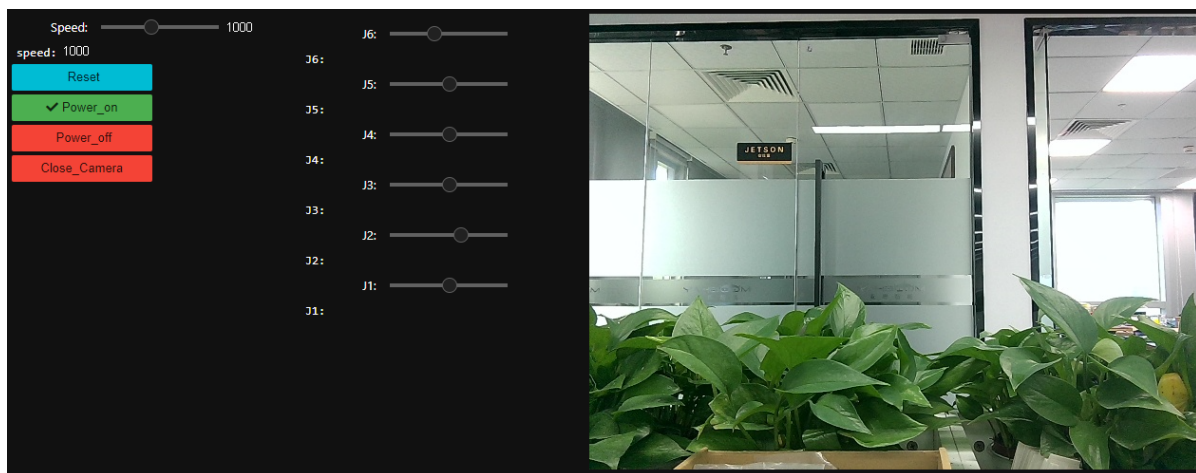 Speed: 1000
speed: 1000
Reset
Power_on
Power_off
Close_Camera
J6:
J6:
J5:
J5:
J4:
J4:
J3:
J3:
J2:
J2:
J1:
J1:
JETSON